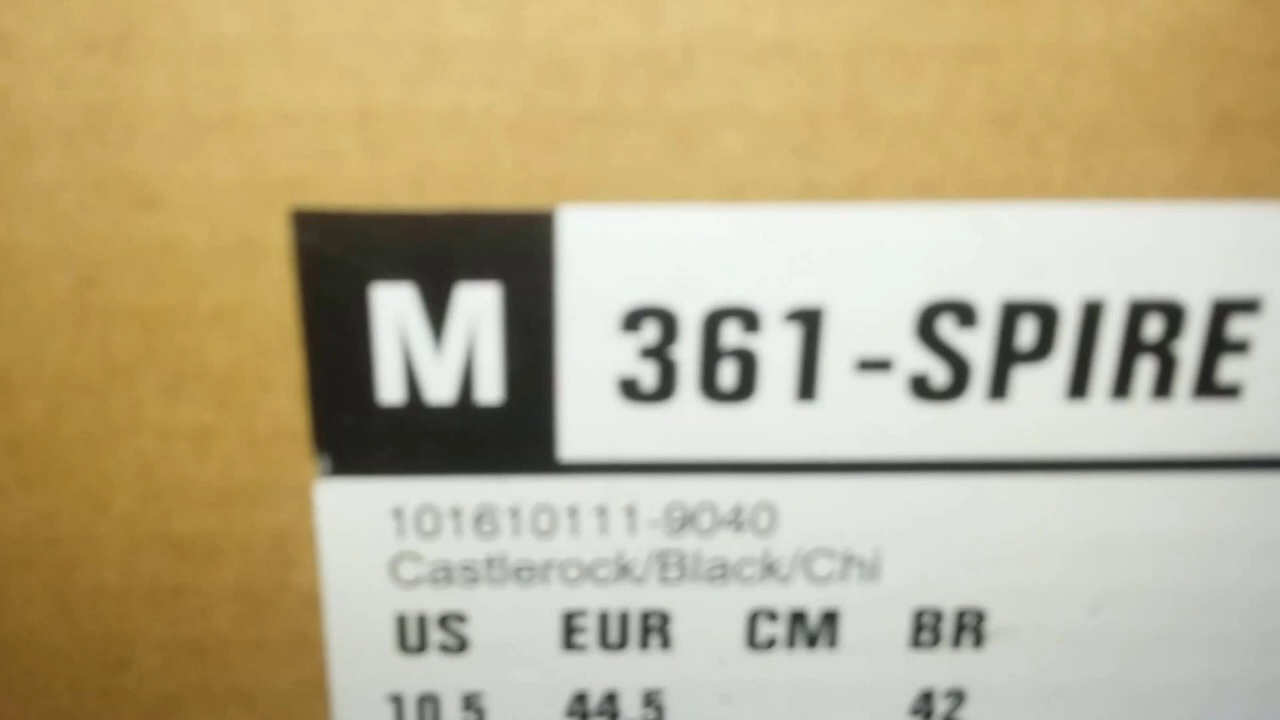 M 361-SPIRE
101610111-9040
Castlerock/Black/Chi
US EUR CM BR
10.5 44.5 42